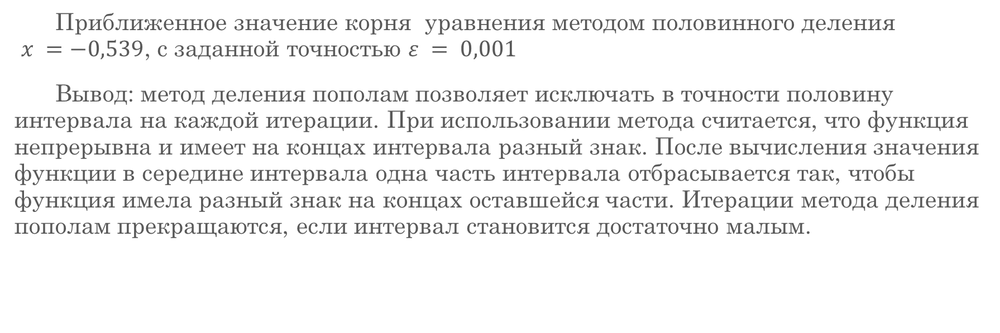 Приближенное значение корня уравнения методом половинного деления
x = −0,539, с заданной точностью ε = 0,001
Вывод: метод деления пополам позволяет исключать в точности половину
интервала на каждой итерации. При использовании метода считается, что функция
непрерывна и имеет на концах интервала разный знак. После вычисления значения
функции в середине интервала одна часть интервала отбрасывается так, чтобы
функция имела разный знак на концах оставшейся части. Итерации метода деления
пополам прекращаются, если интервал становится достаточно малым.